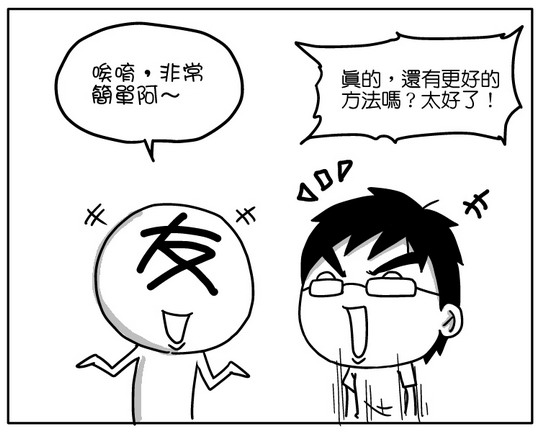 唉唷，非常
簡單阿～
真的，還有更好的
方法嗎？太好了！
友